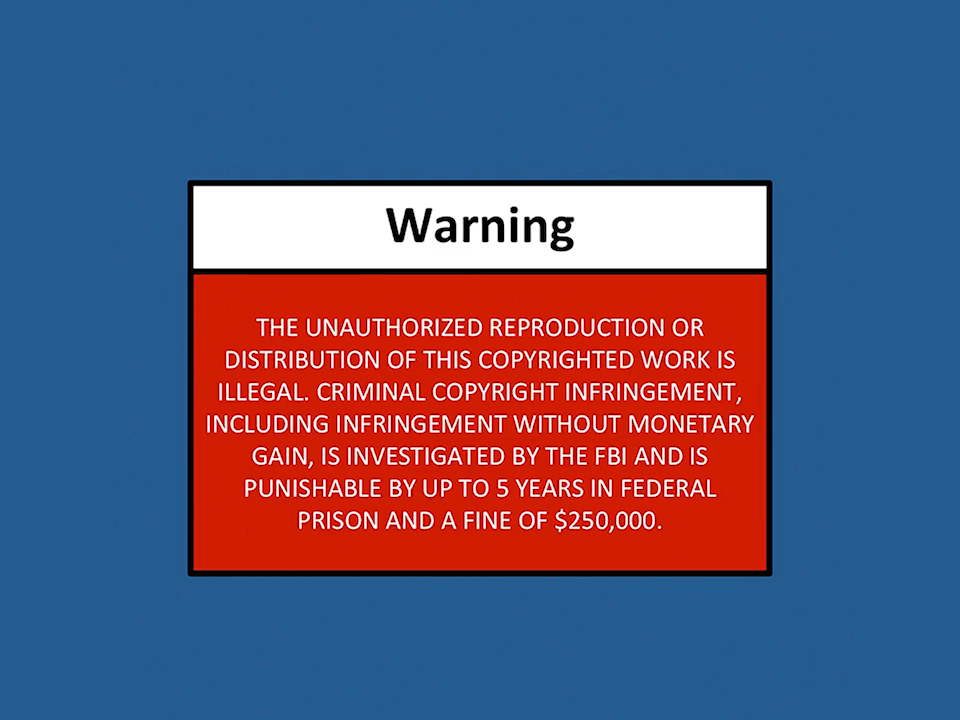 Warning
THE UNAUTHORIZED REPRODUCTION OR
DISTRIBUTION OF THIS COPYRIGHTED WORK IS
ILLEGAL. CRIMINAL COPYRIGHT INFRINGEMENT,
INCLUDING INFRINGEMENT WITHOUT MONETARY
GAIN, IS INVESTIGATED BY THE FBI AND IS
PUNISHABLE BY UP TO 5 YEARS IN FEDERAL
PRISON AND A FINE OF $250,000.